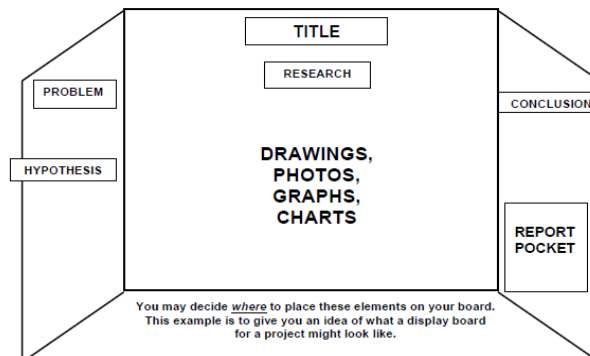 TITLE
RESEARCH
PROBLEM
HYPOTHESIS
DRAWINGS,
PHOTOS,
GRAPHS,
CHARTS
CONCLUSION
REPORT
POCKET
You may decide where to place these elements on your board.
This example is to give you an idea of what a display board
for a project might look like.